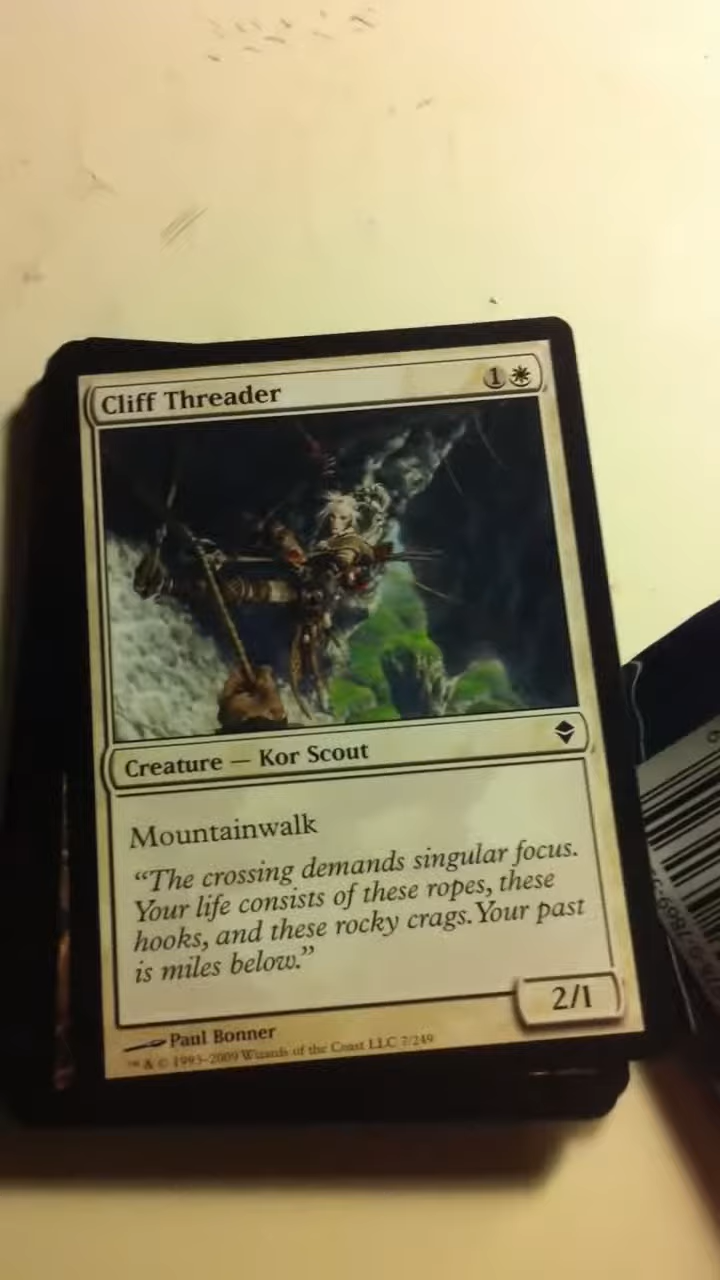 Cliff Threader 1
Creature — Kor Scout
Mountainwalk
“The crossing demands singular focus.
Your life consists of these ropes, these
hooks, and these rocky crags. Your past
is miles below.”
2/1
Paul Bonner
™ & © 1993–2009 Wizards of the Coast LLC 7/249